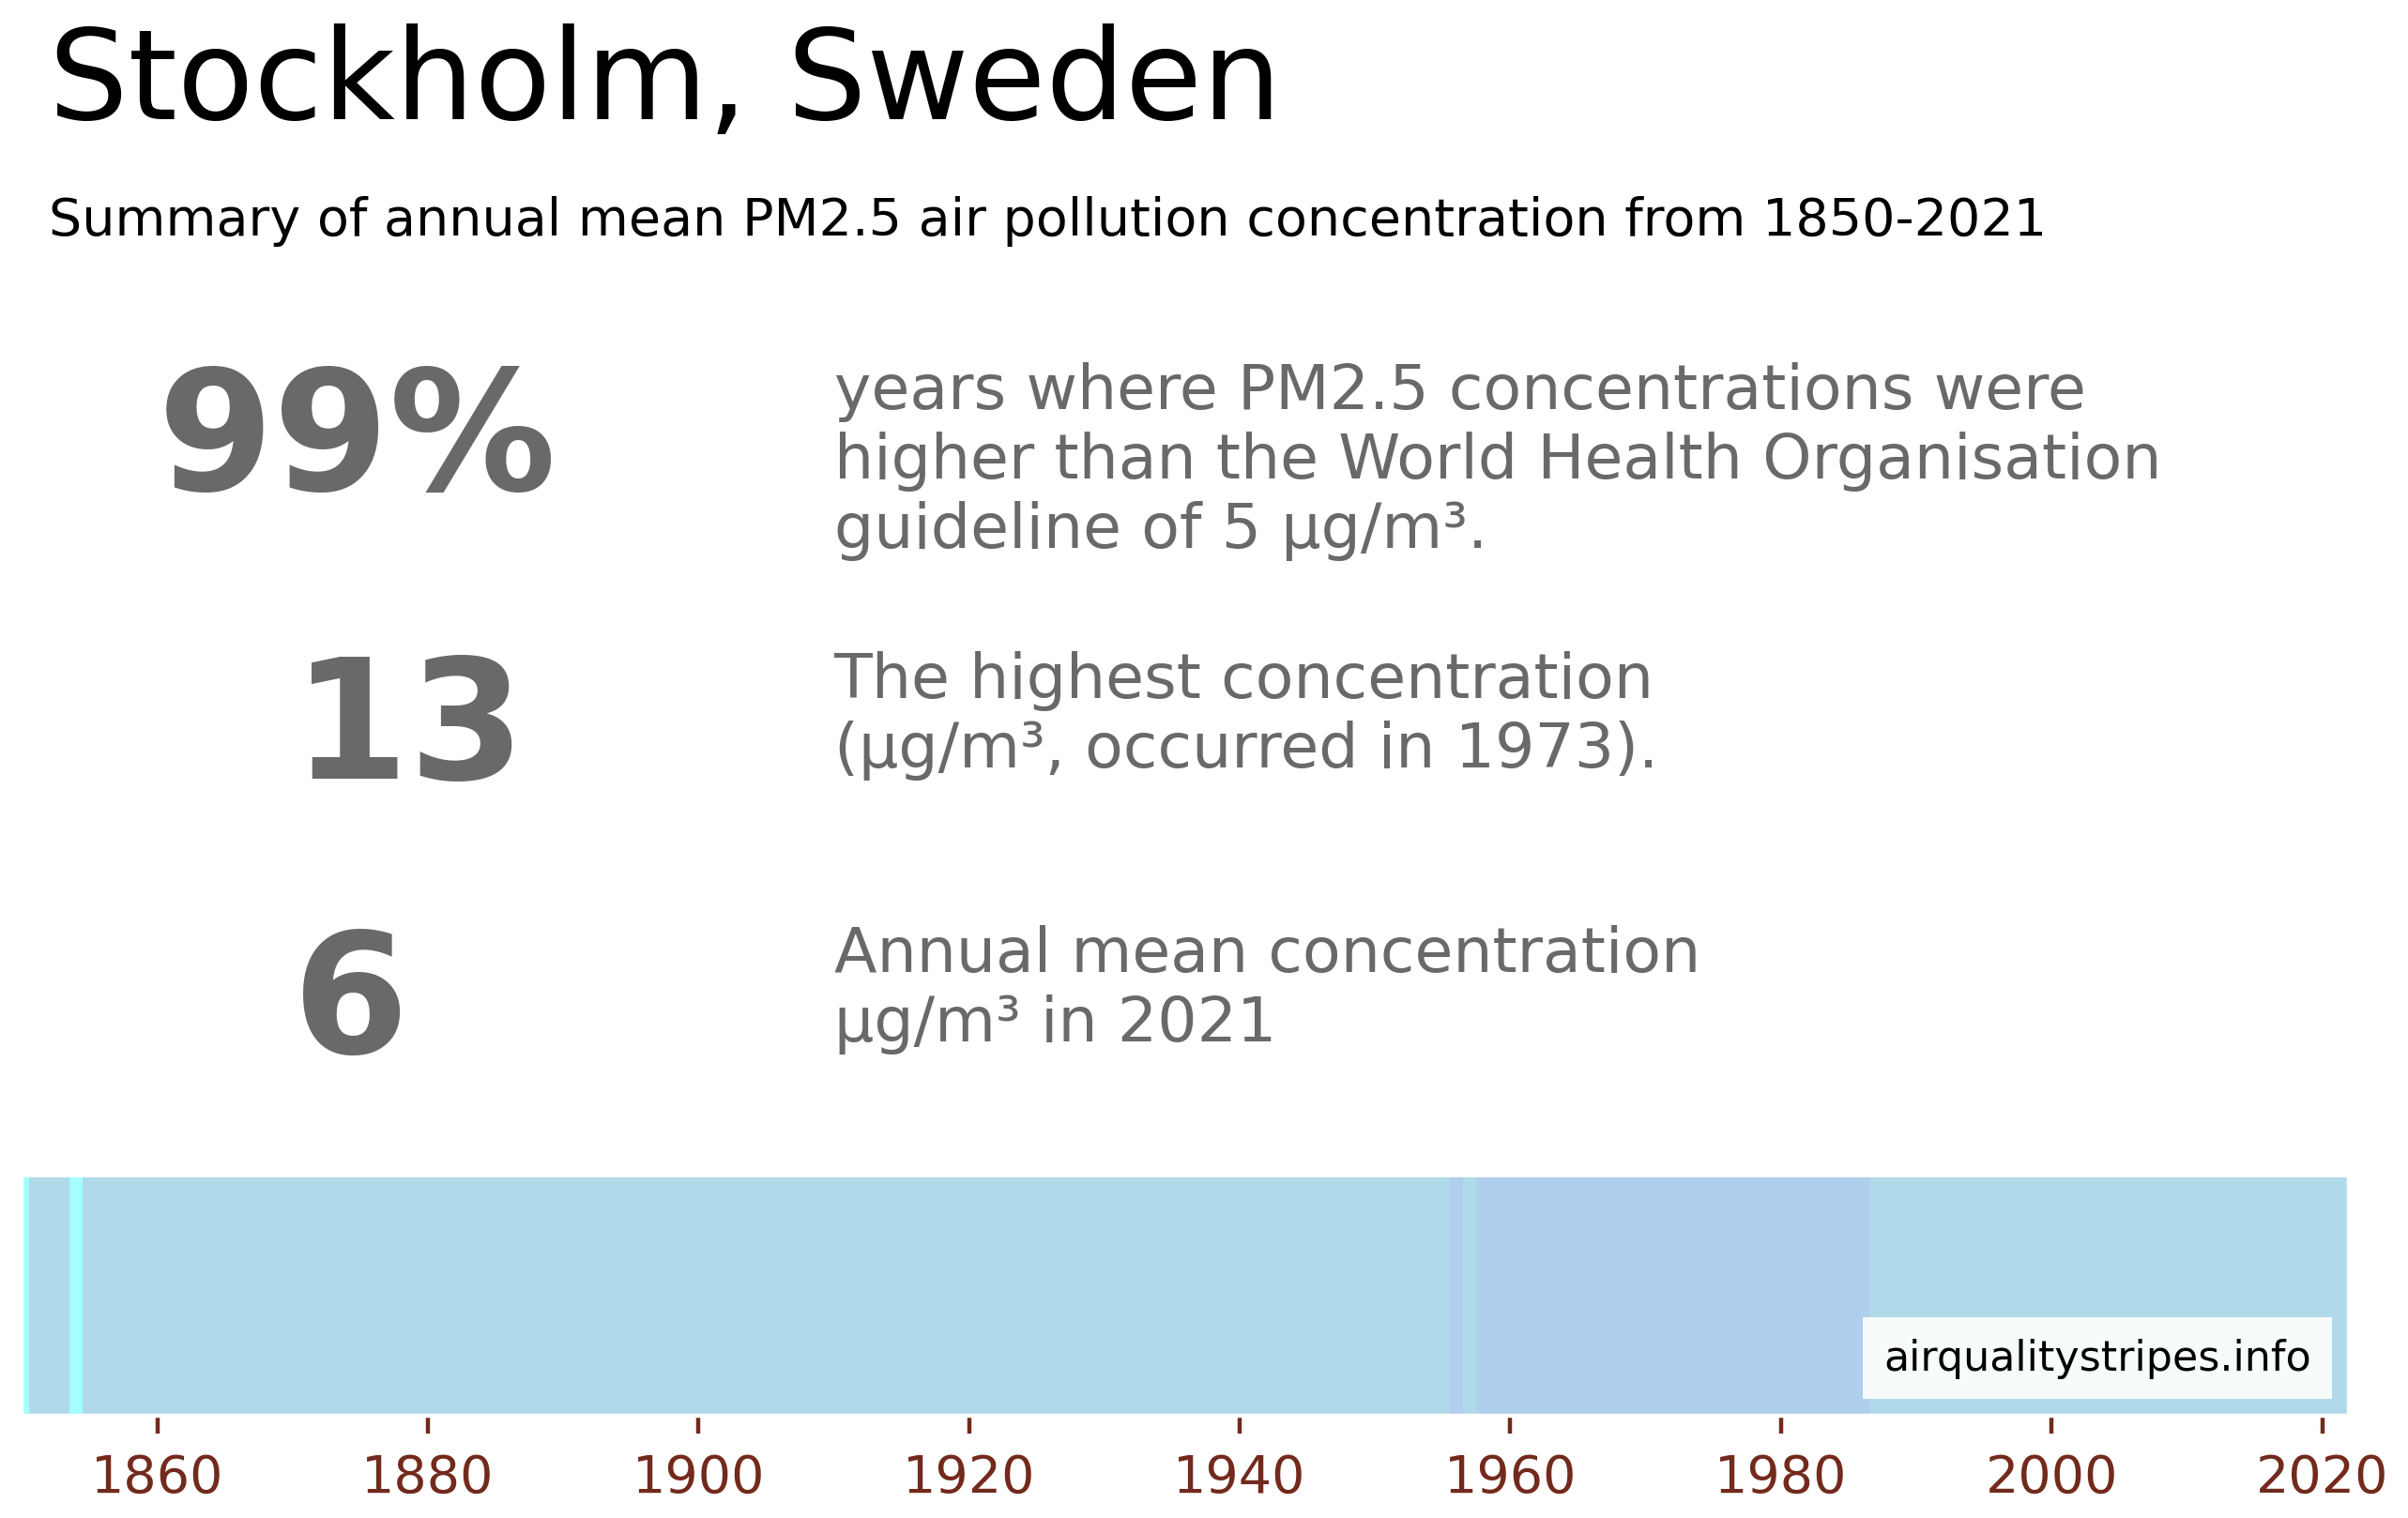 Stockholm, Sweden
Summary of annual mean PM2.5 air pollution concentration from 1850-2021
99%
years where PM2.5 concentrations were
higher than the World Health Organisation
guideline of 5 µg/m³.
13
The highest concentration
(µg/m³, occurred in 1973).
6
Annual mean concentration
µg/m³ in 2021
airqualitystripes.info
1860 1880 1900 1920 1940 1960 1980 2000 2020